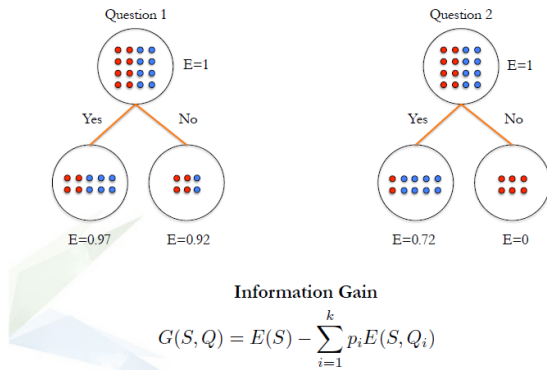 Question 1
Question 2
E=1
E=1
Yes
No
Yes
No
E=0.97
E=0.92
E=0.72
E=0
Information Gain
G(S, Q) = E(S) − \sum_{i=1}^{k} p_i E(S, Q_i)